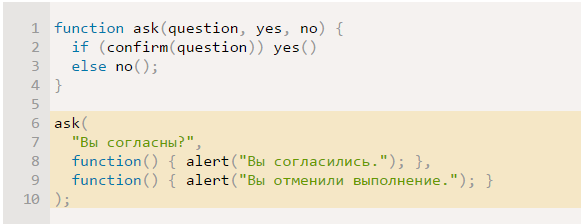 1 function ask(question, yes, no) {
2   if (confirm(question)) yes()
3   else no();
4 }
5
6 ask(
7   "Вы согласны?",
8   function() { alert("Вы согласились."); },
9   function() { alert("Вы отменили выполнение."); }
10 );